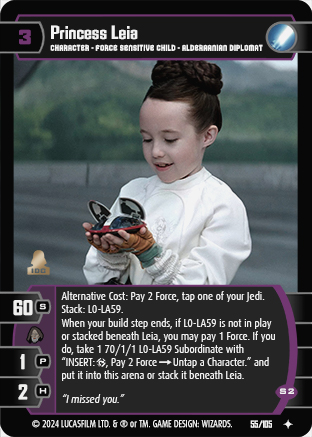 3
Princess Leia
CHARACTER - FORCE SENSITIVE CHILD - ALDERAANIAN DIPLOMAT
100
60 S
1 P
2 H
Alternative Cost: Pay 2 Force, tap one of your Jedi.
Stack: L0-LA59.
When your build step ends, if L0-LA59 is not in play
or stacked beneath Leia, you may pay 1 Force. If you
do, take 1 70/1/1 L0-LA59 Subordinate with
"INSERT: , Pay 2 Force → Untap a Character." and
put it into this arena or stack it beneath Leia.
"I missed you."
S2
© 2024 LUCASFILM LTD. & ® OR TM. GAME DESIGN: WIZARDS.
55/105